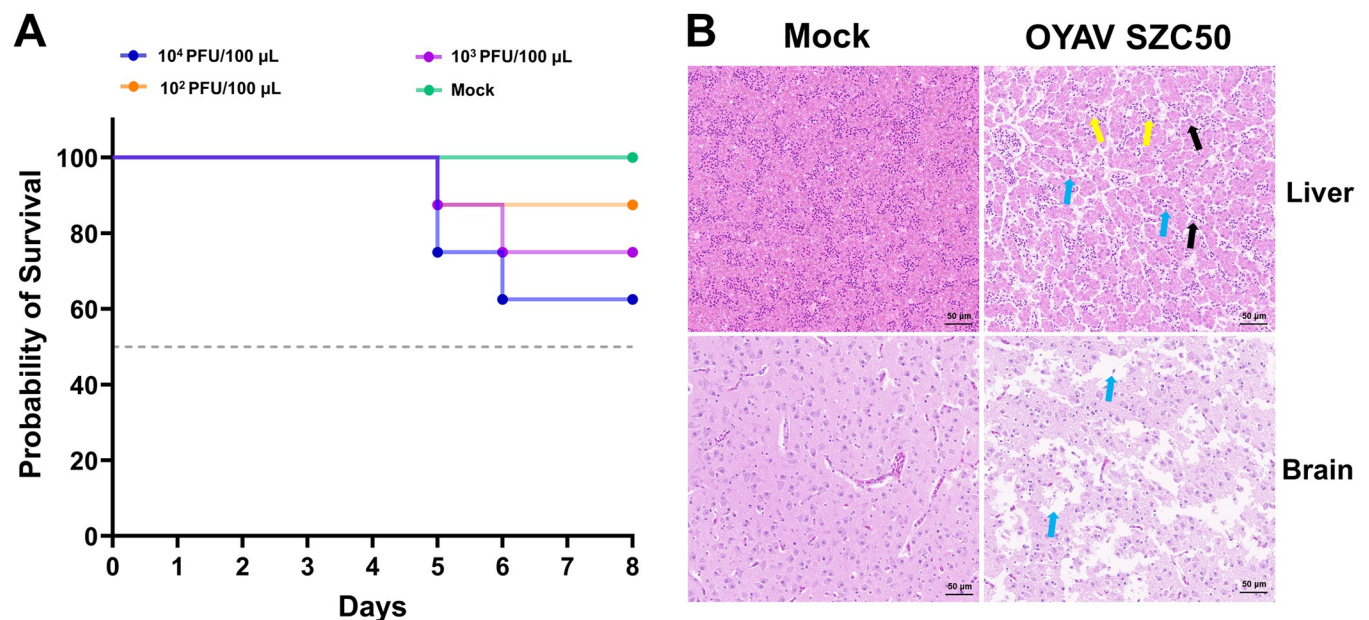 A
10⁴ PFU/100 µL
10³ PFU/100 µL
10² PFU/100 µL
Mock
Probability of Survival
100
80
60
40
20
0
0 1 2 3 4 5 6 7 8
Days
B
Mock OYAV SZC50
Liver
50 µm
50 µm
Brain
50 µm
50 µm